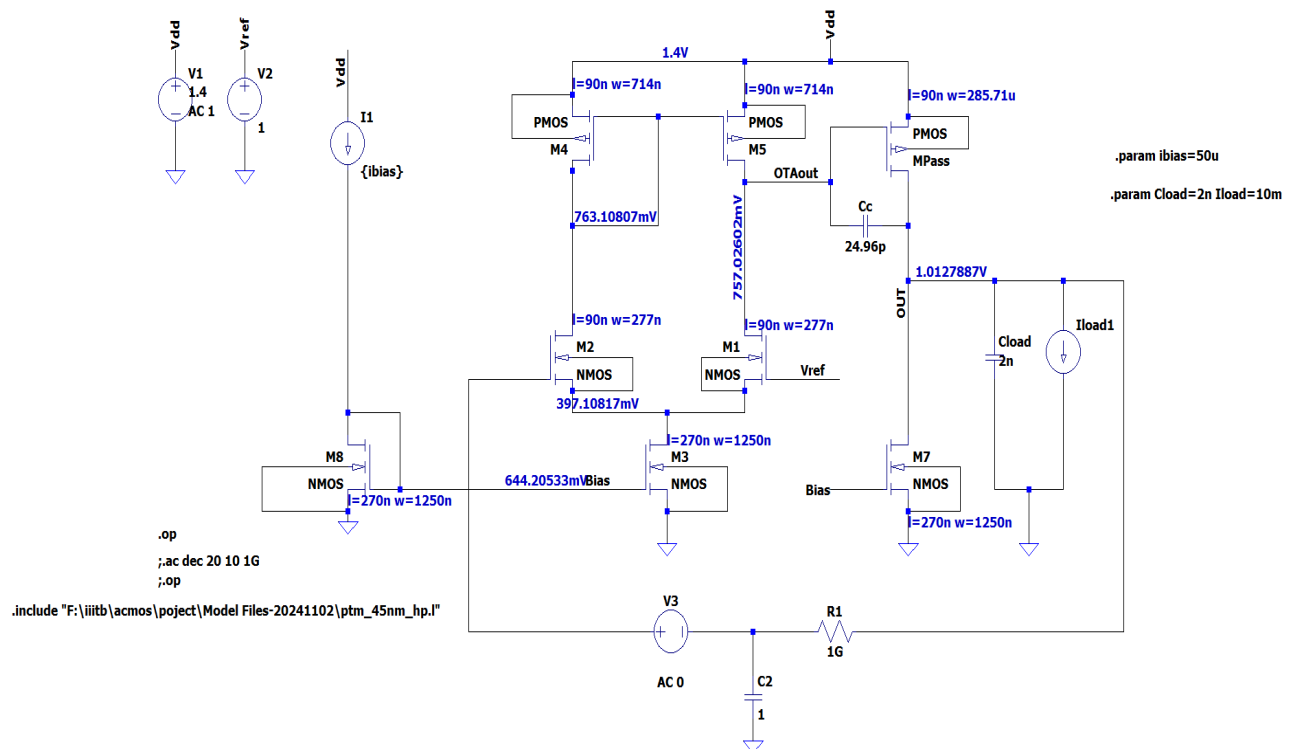 Vdd
V1
1.4
AC 1
Vref
V2
1
Vdd
I1
{ibias}
1.4V
Vdd
l=90n w=714n
PMOS
M4
l=90n w=714n
PMOS
M5
l=90n w=285.71u
PMOS
MPass
OTAout
Cc
24.96p
.param ibias=50u
.param Cload=2n Iload=10m
763.10807mV
757.02602mV
1.0127887V
OUT
Cload
2n
Iload1
l=90n w=277n
M2
NMOS
l=90n w=277n
M1
NMOS
Vref
397.10817mV
M8
NMOS
l=270n w=1250n
644.20533mV
Bias
l=270n w=1250n
M3
NMOS
M7
NMOS
Bias
l=270n w=1250n
.op
;.ac dec 20 10 1G
;.op
.include "F:\iiitb\acmos\poject\Model Files-20241102\ptm_45nm_hp.l"
V3
AC 0
R1
1G
C2
1